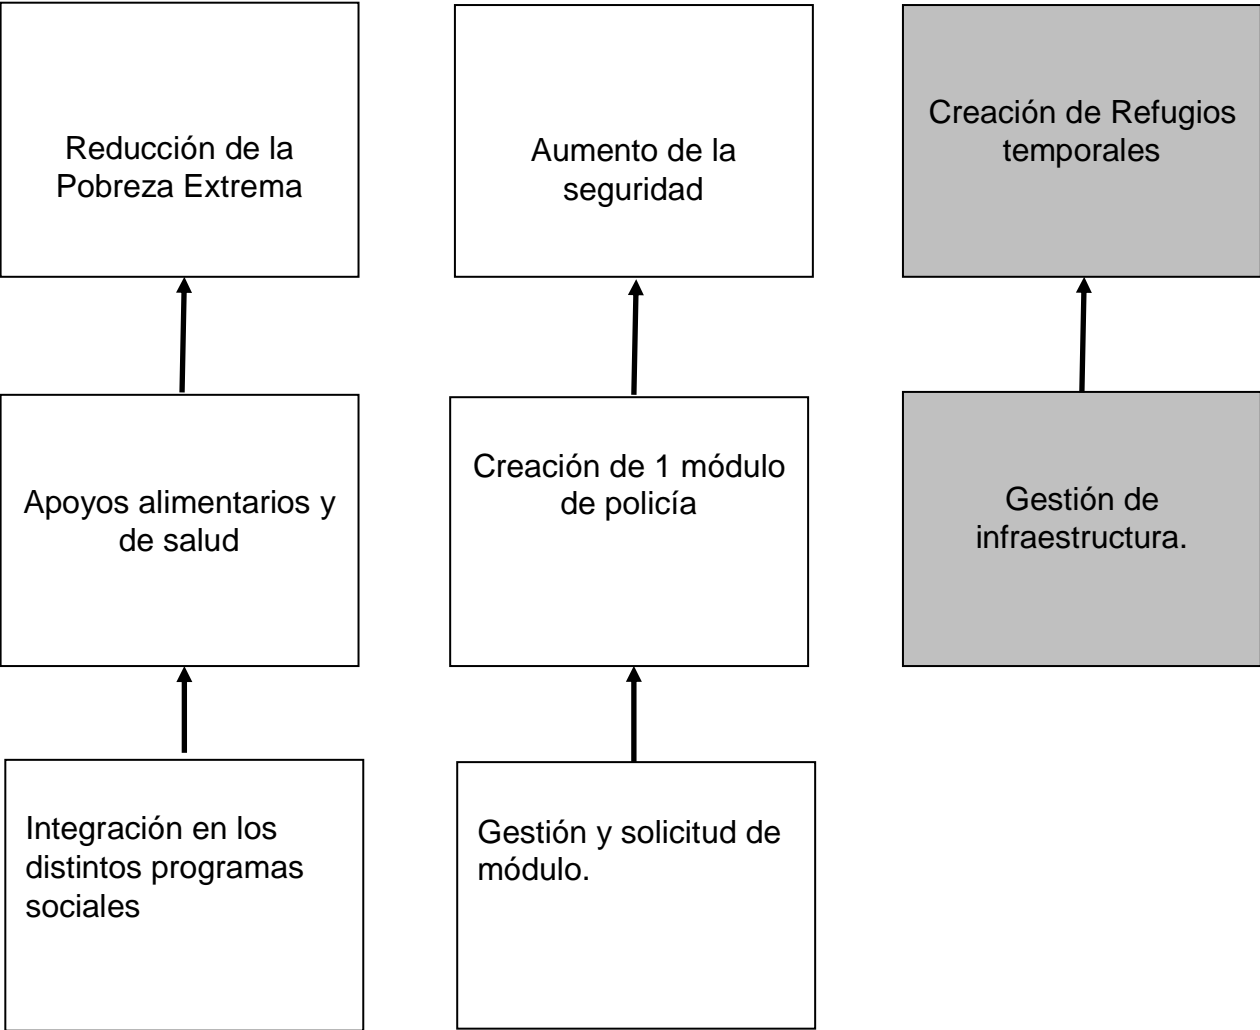 Reducción de la
Pobreza Extrema
Aumento de la
seguridad
Creación de Refugios
temporales
Apoyos alimentarios y
de salud
Creación de 1 módulo
de policía
Gestión de
infraestructura.
Integración en los
distintos programas
sociales
Gestión y solicitud de
módulo.